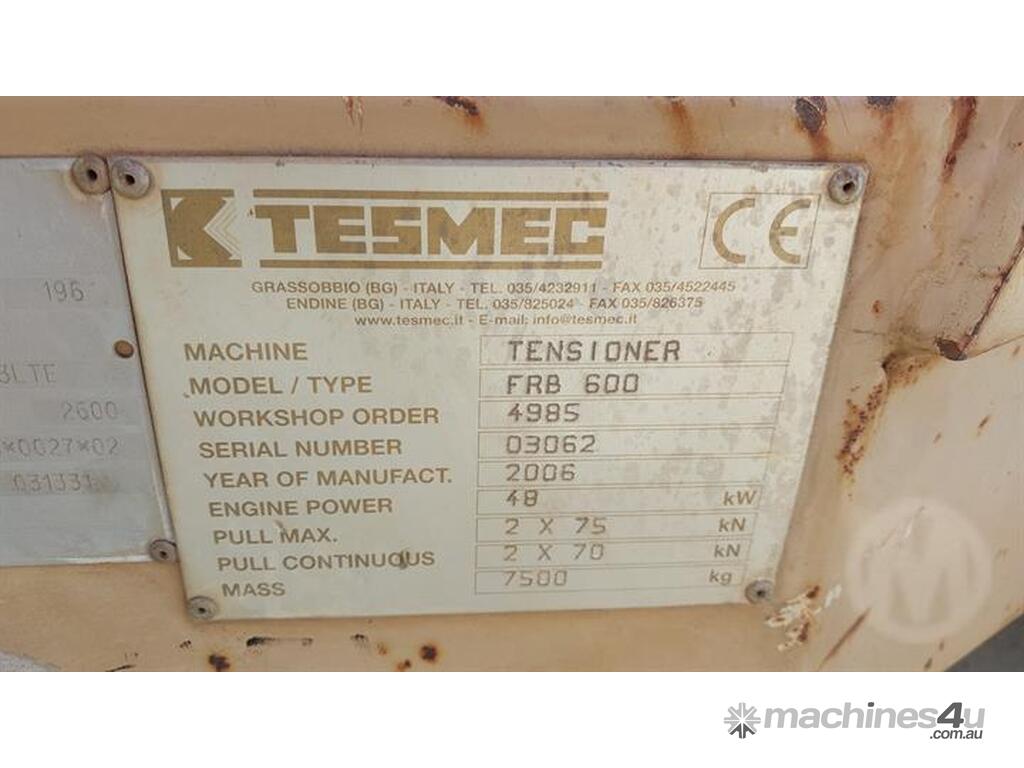 TESMEC CE
GRASSOBBIO (BG) - ITALY - TEL. 035/4232911 - FAX 035/4522445
ENDINE (BG) - ITALY - TEL. 035/825024 - FAX 035/826375
www.tesmec.it - E-mail: info@tesmec.it
MACHINE TENSIONER
MODEL / TYPE FRB 600
WORKSHOP ORDER 4985
SERIAL NUMBER 03062
YEAR OF MANUFACT. 2006
ENGINE POWER 48 kW
PULL MAX. 2 X 75 kN
PULL CONTINUOUS 2 X 70 kN
MASS 7500 kg
196
2600
*0027*02
031331
M
machines4u
.com.au